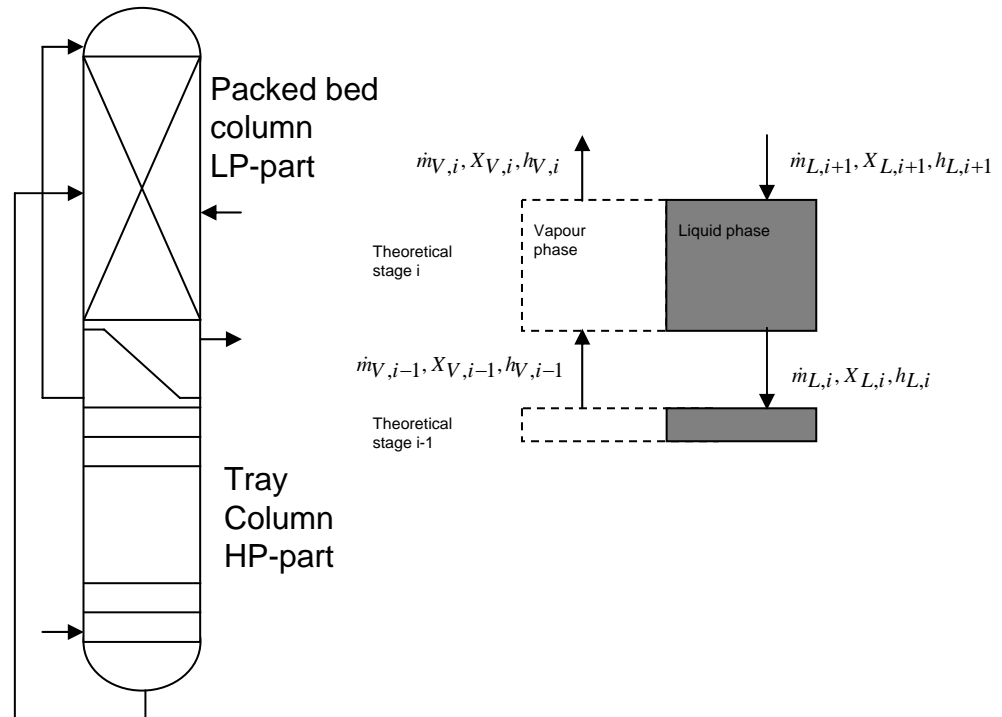 Packed bed
column
LP-part
Tray
Column
HP-part
ṁV,i, XV,i, hV,i
ṁL,i+1, XL,i+1, hL,i+1
Theoretical
stage i
Vapour
phase
Liquid phase
ṁV,i−1, XV,i−1, hV,i−1
ṁL,i, XL,i, hL,i
Theoretical
stage i-1